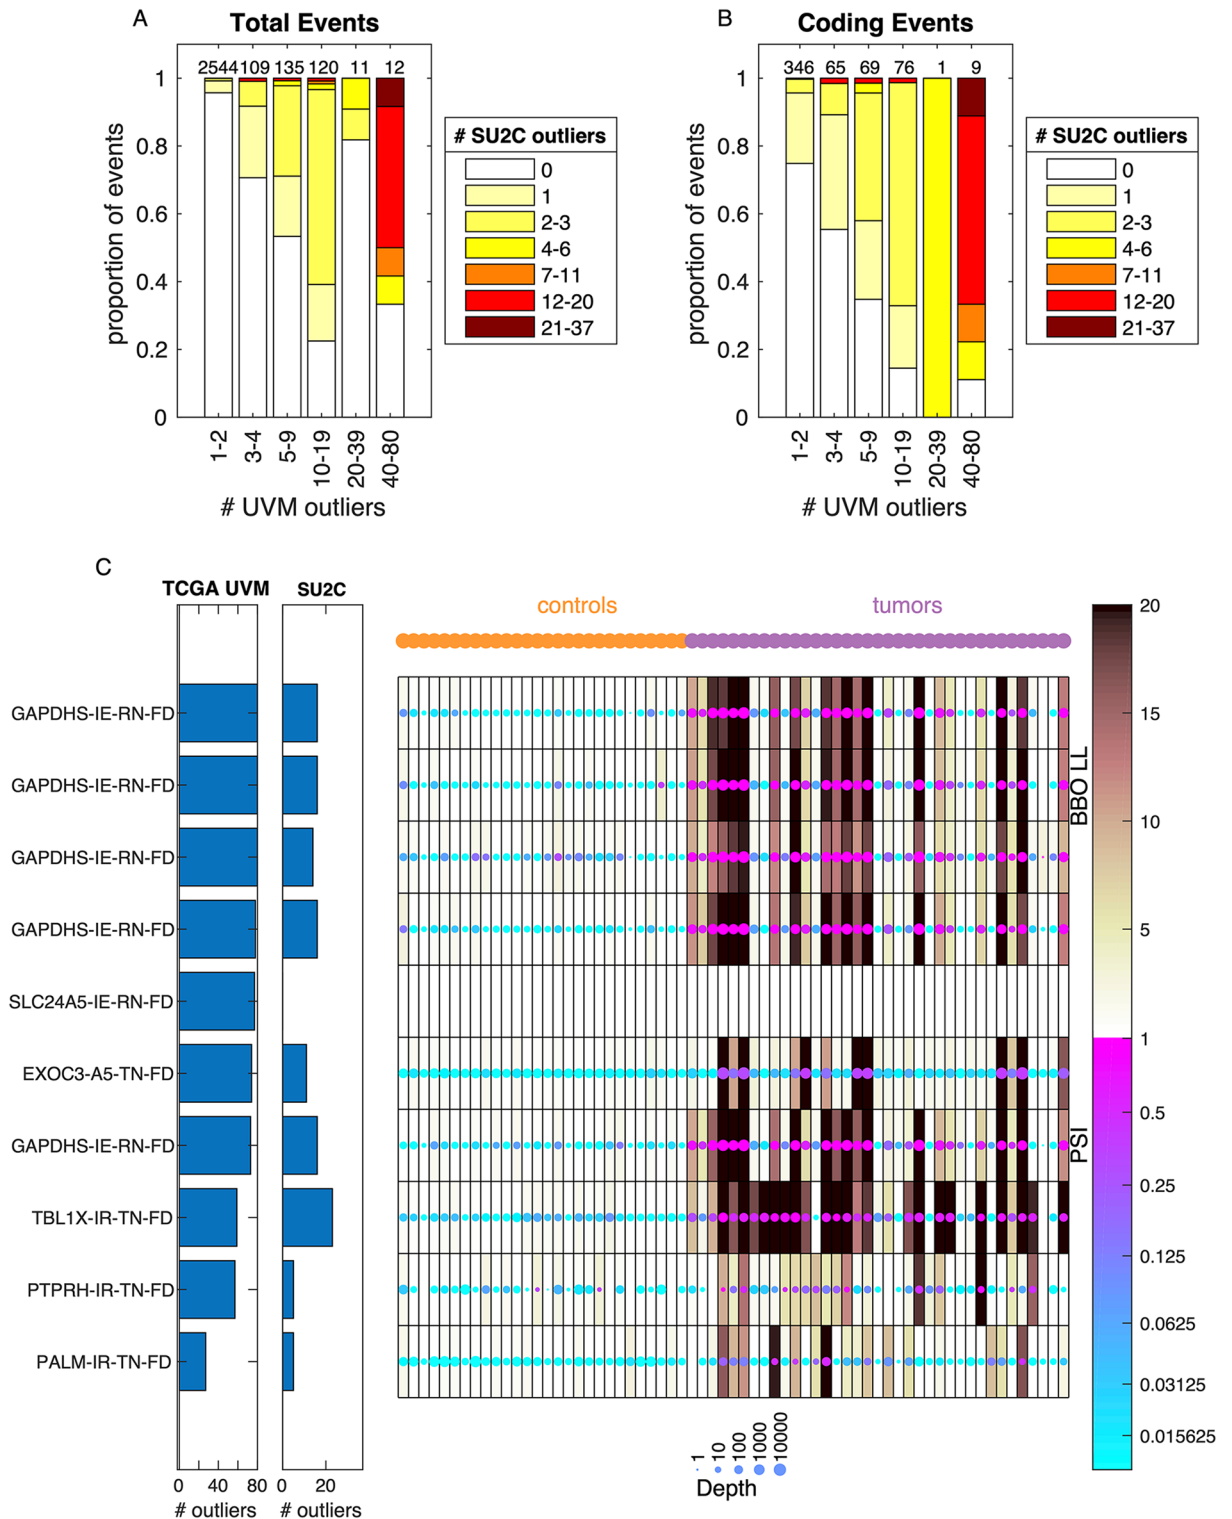 A
Total Events
2544 109 135 120 11 12
1
0.8
0.6
0.4
0.2
0
proportion of events
1-2
3-4
5-9
10-19
20-39
40-80
# UVM outliers
# SU2C outliers
0
1
2-3
4-6
7-11
12-20
21-37
B
Coding Events
346 65 69 76 1 9
1
0.8
0.6
0.4
0.2
0
proportion of events
1-2
3-4
5-9
10-19
20-39
40-80
# UVM outliers
# SU2C outliers
0
1
2-3
4-6
7-11
12-20
21-37
C
TCGA UVM
SU2C
controls
tumors
GAPDHS-IE-RN-FD
GAPDHS-IE-RN-FD
GAPDHS-IE-RN-FD
GAPDHS-IE-RN-FD
SLC24A5-IE-RN-FD
EXOC3-A5-TN-FD
GAPDHS-IE-RN-FD
TBL1X-IR-TN-FD
PTPRH-IR-TN-FD
PALM-IR-TN-FD
0 40 80
# outliers
0 20
# outliers
1
10
100
1000
10000
Depth
BBO LL
PSI
20
15
10
5
1
0.5
0.25
0.125
0.0625
0.03125
0.015625